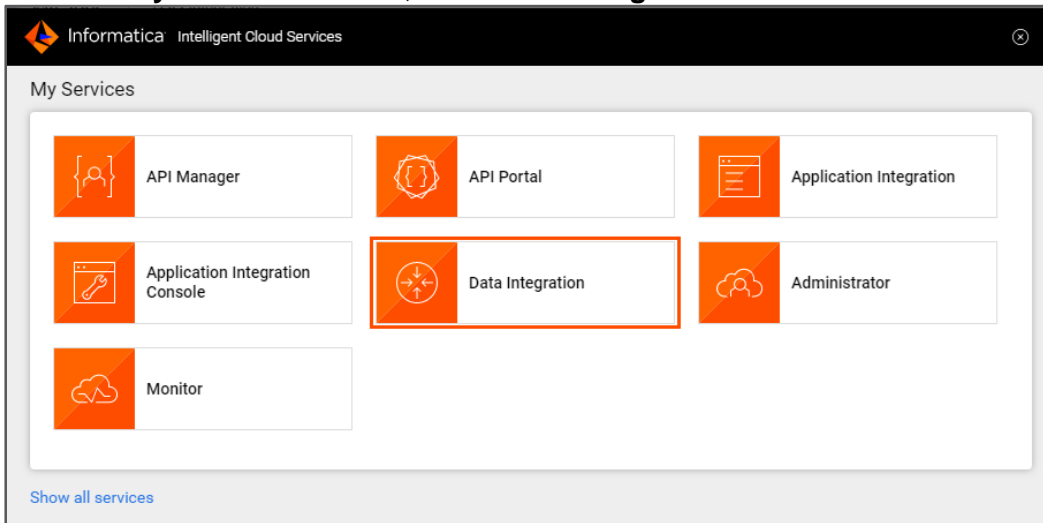 Informatica Intelligent Cloud Services
My Services
API Manager
API Portal
Application Integration
Application Integration
Console
Data Integration
Administrator
Monitor
Show all services